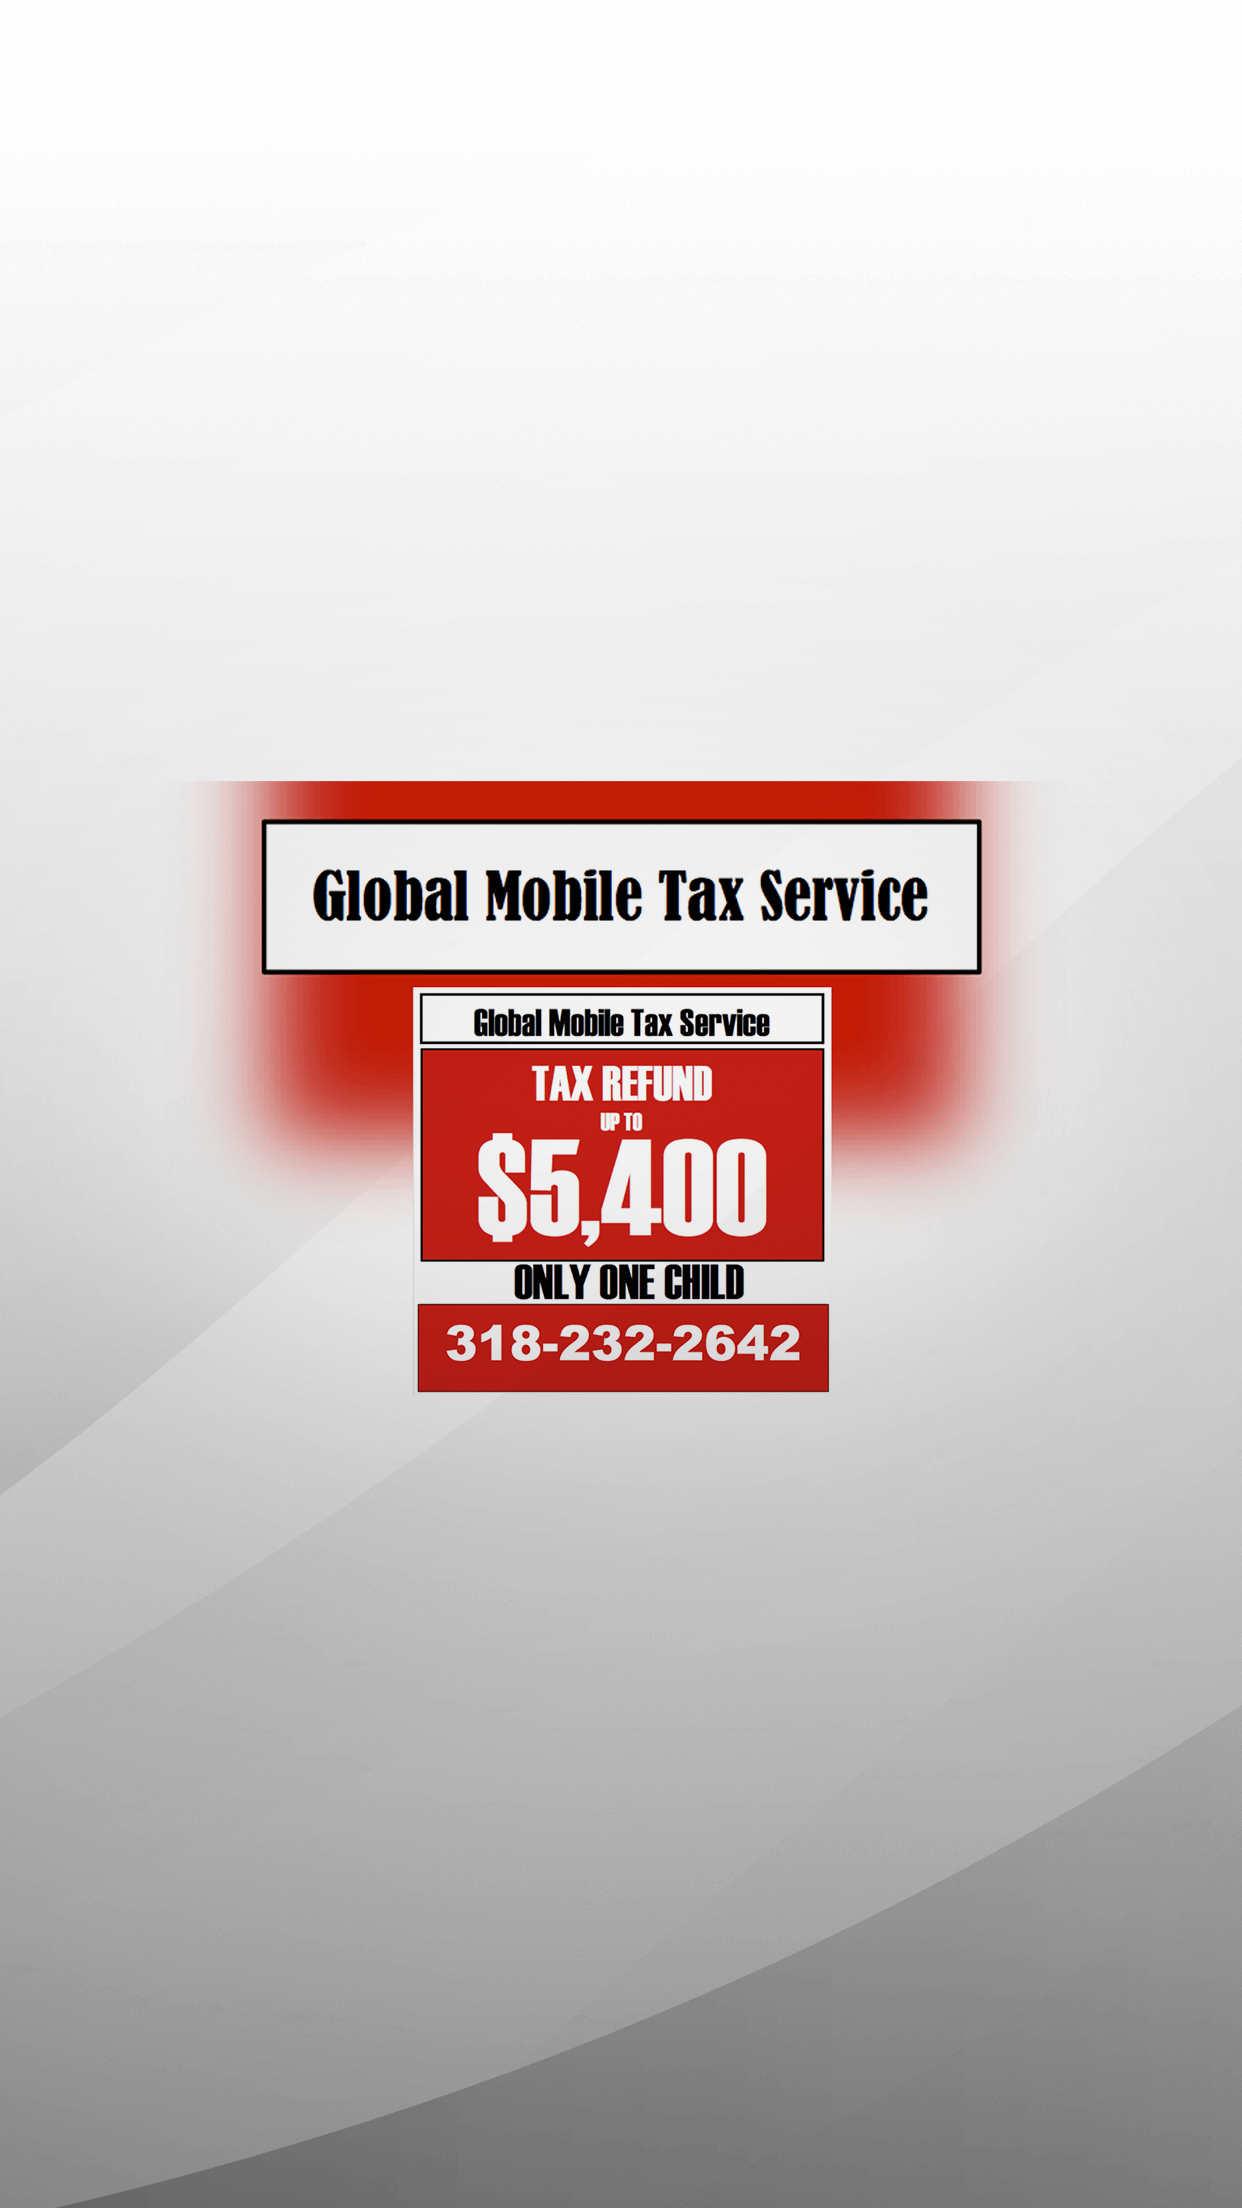 Global Mobile Tax Service
Global Mobile Tax Service
TAX REFUND
UP TO
$5,400
ONLY ONE CHILD
318-232-2642